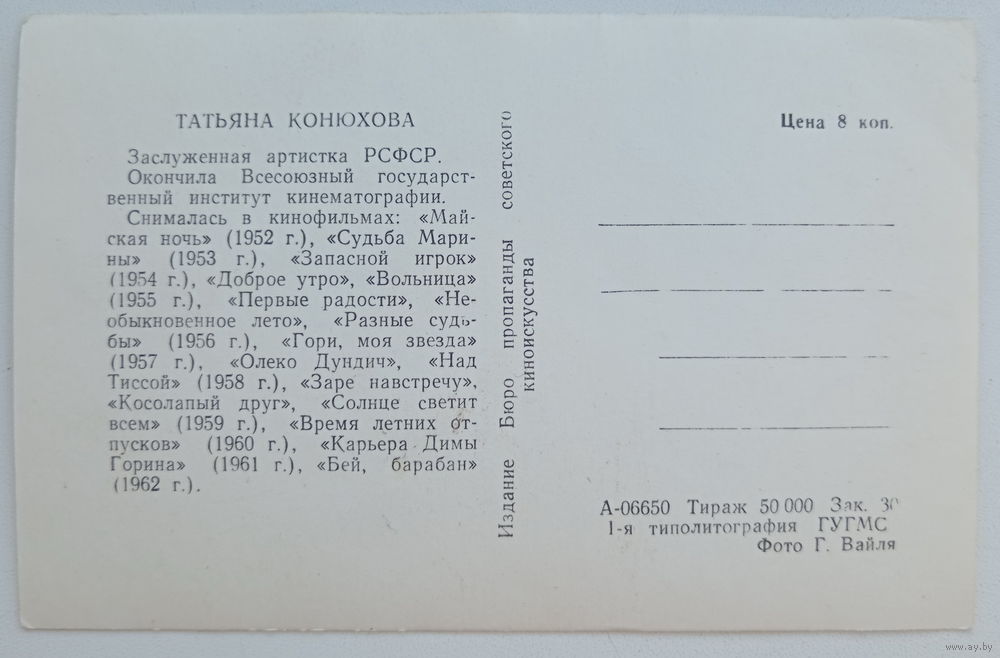 ТАТЬЯНА КОНЮХОВА
Заслуженная артистка РСФСР.
Окончила Всесоюзный государст-
венный институт кинематографии.
Снималась в кинофильмах: «Май-
ская ночь» (1952 г.), «Судьба Мари-
ны» (1953 г.), «Запасной игрок»
(1954 г.), «Доброе утро», «Вольница»
(1955 г.), «Первые радости», «Не-
обыкновенное лето», «Разные судь-
бы» (1956 г.), «Гори, моя звезда»
(1957 г.), «Олеко Дундич», «Над
Тиссой» (1958 г.), «Заре навстречу»,
«Косолапый друг», «Солнце светит
всем» (1959 г.), «Время летних от-
пусков» (1960 г.), «Карьера Димы
Горина» (1961 г.), «Бей, барабан»
(1962 г.).
Издание Бюро пропаганды советского
киноискусства
Цена 8 коп.
А-06650 Тираж 50 000 Зак. 30
1-я типолитография ГУГМС
Фото Г. Вайля
www.ay.by